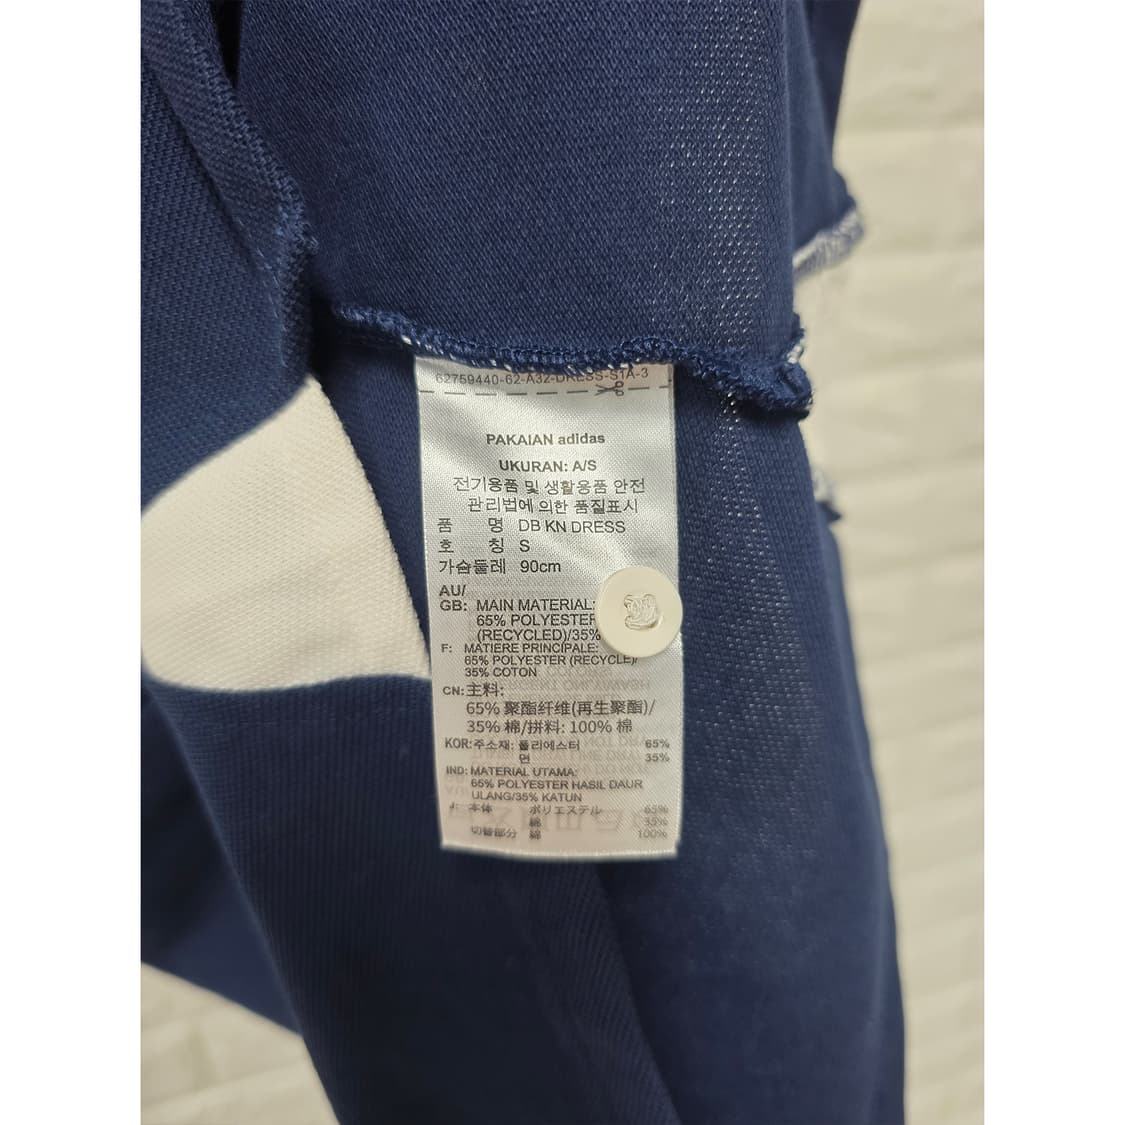 62759440-62-A3Z-DRESS-S1A-3
PAKAIAN adidas
UKURAN: A/S
전기용품 및 생활용품 안전
관리법에 의한 품질표시
품 명 DB KN DRESS
호 칭 S
가슴둘레 90cm
AU/
GB: MAIN MATERIAL:
65% POLYESTER
(RECYCLED)/35%
F: MATIERE PRINCIPALE:
65% POLYESTER (RECYCLE)/
35% COTON
CN: 主料:
65% 聚酯纤维(再生聚酯)/
35% 棉/拼料: 100% 棉
KOR: 주소재: 폴리에스터 65%
면 35%
IND: MATERIAL UTAMA:
65% POLYESTER HASIL DAUR
ULANG/35% KATUN
J: 本体 ポリエステル 65%
綿 35%
切替部分 綿 100%